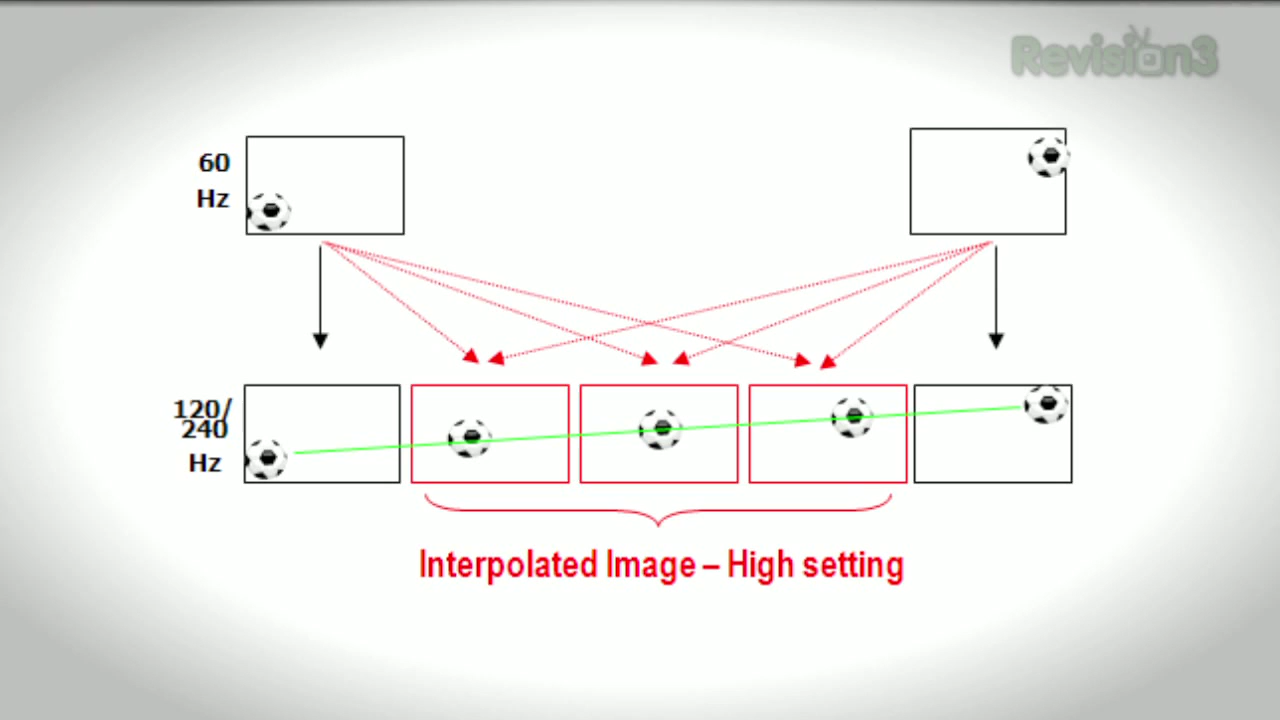 Revision3
60
Hz
120/
240
Hz
Interpolated Image – High setting